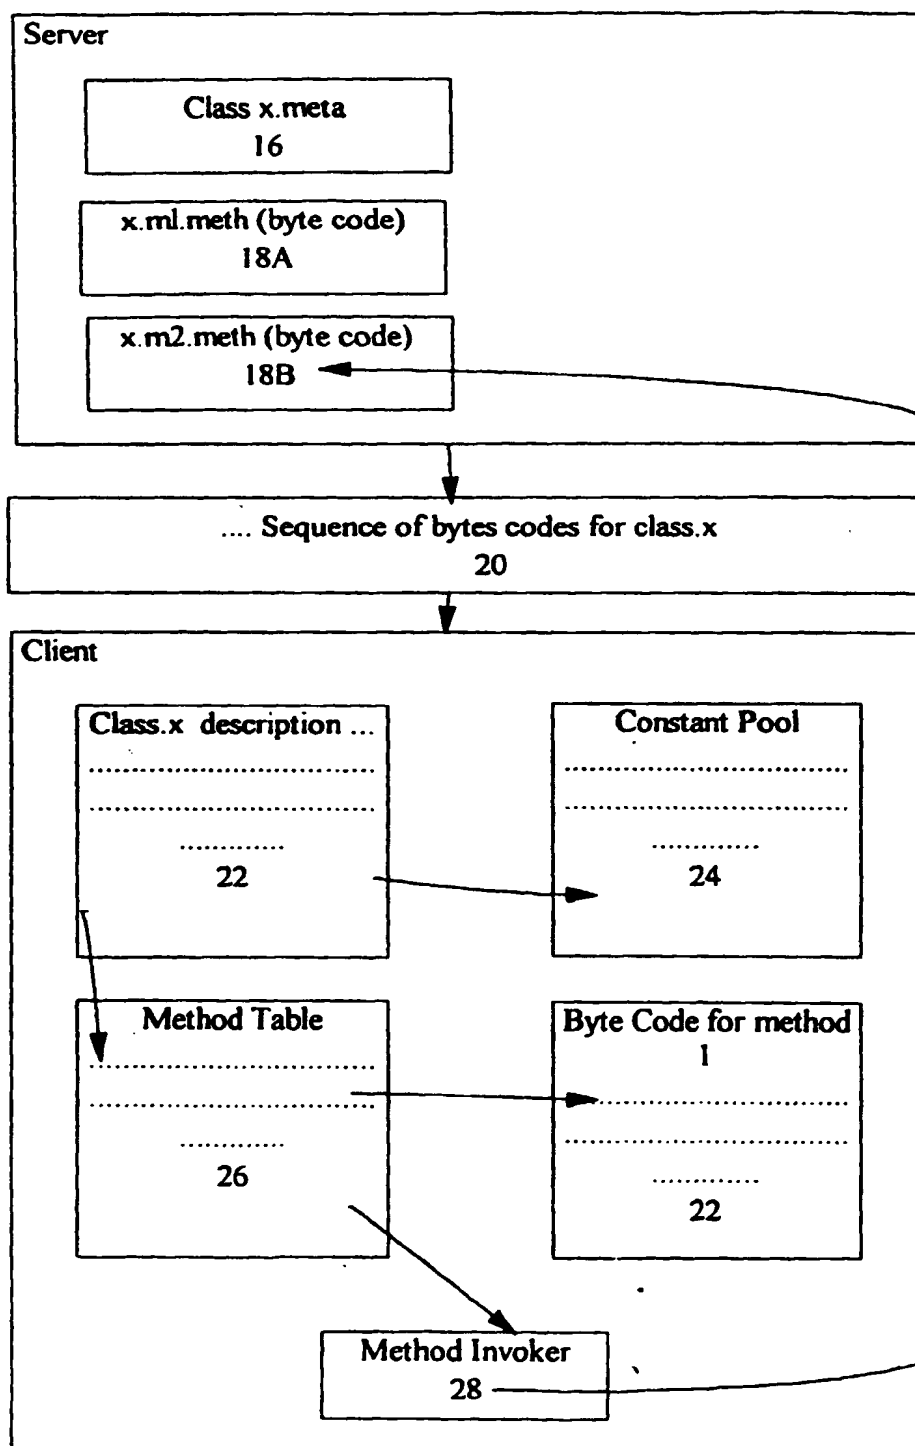 Server
Class x.meta
16
x.ml.meth (byte code)
18A
x.m2.meth (byte code)
18B
.... Sequence of bytes codes for class.x
20
Client
Class.x description ...
22
Constant Pool
24
Method Table
26
Byte Code for method
1
22
Method Invoker
28